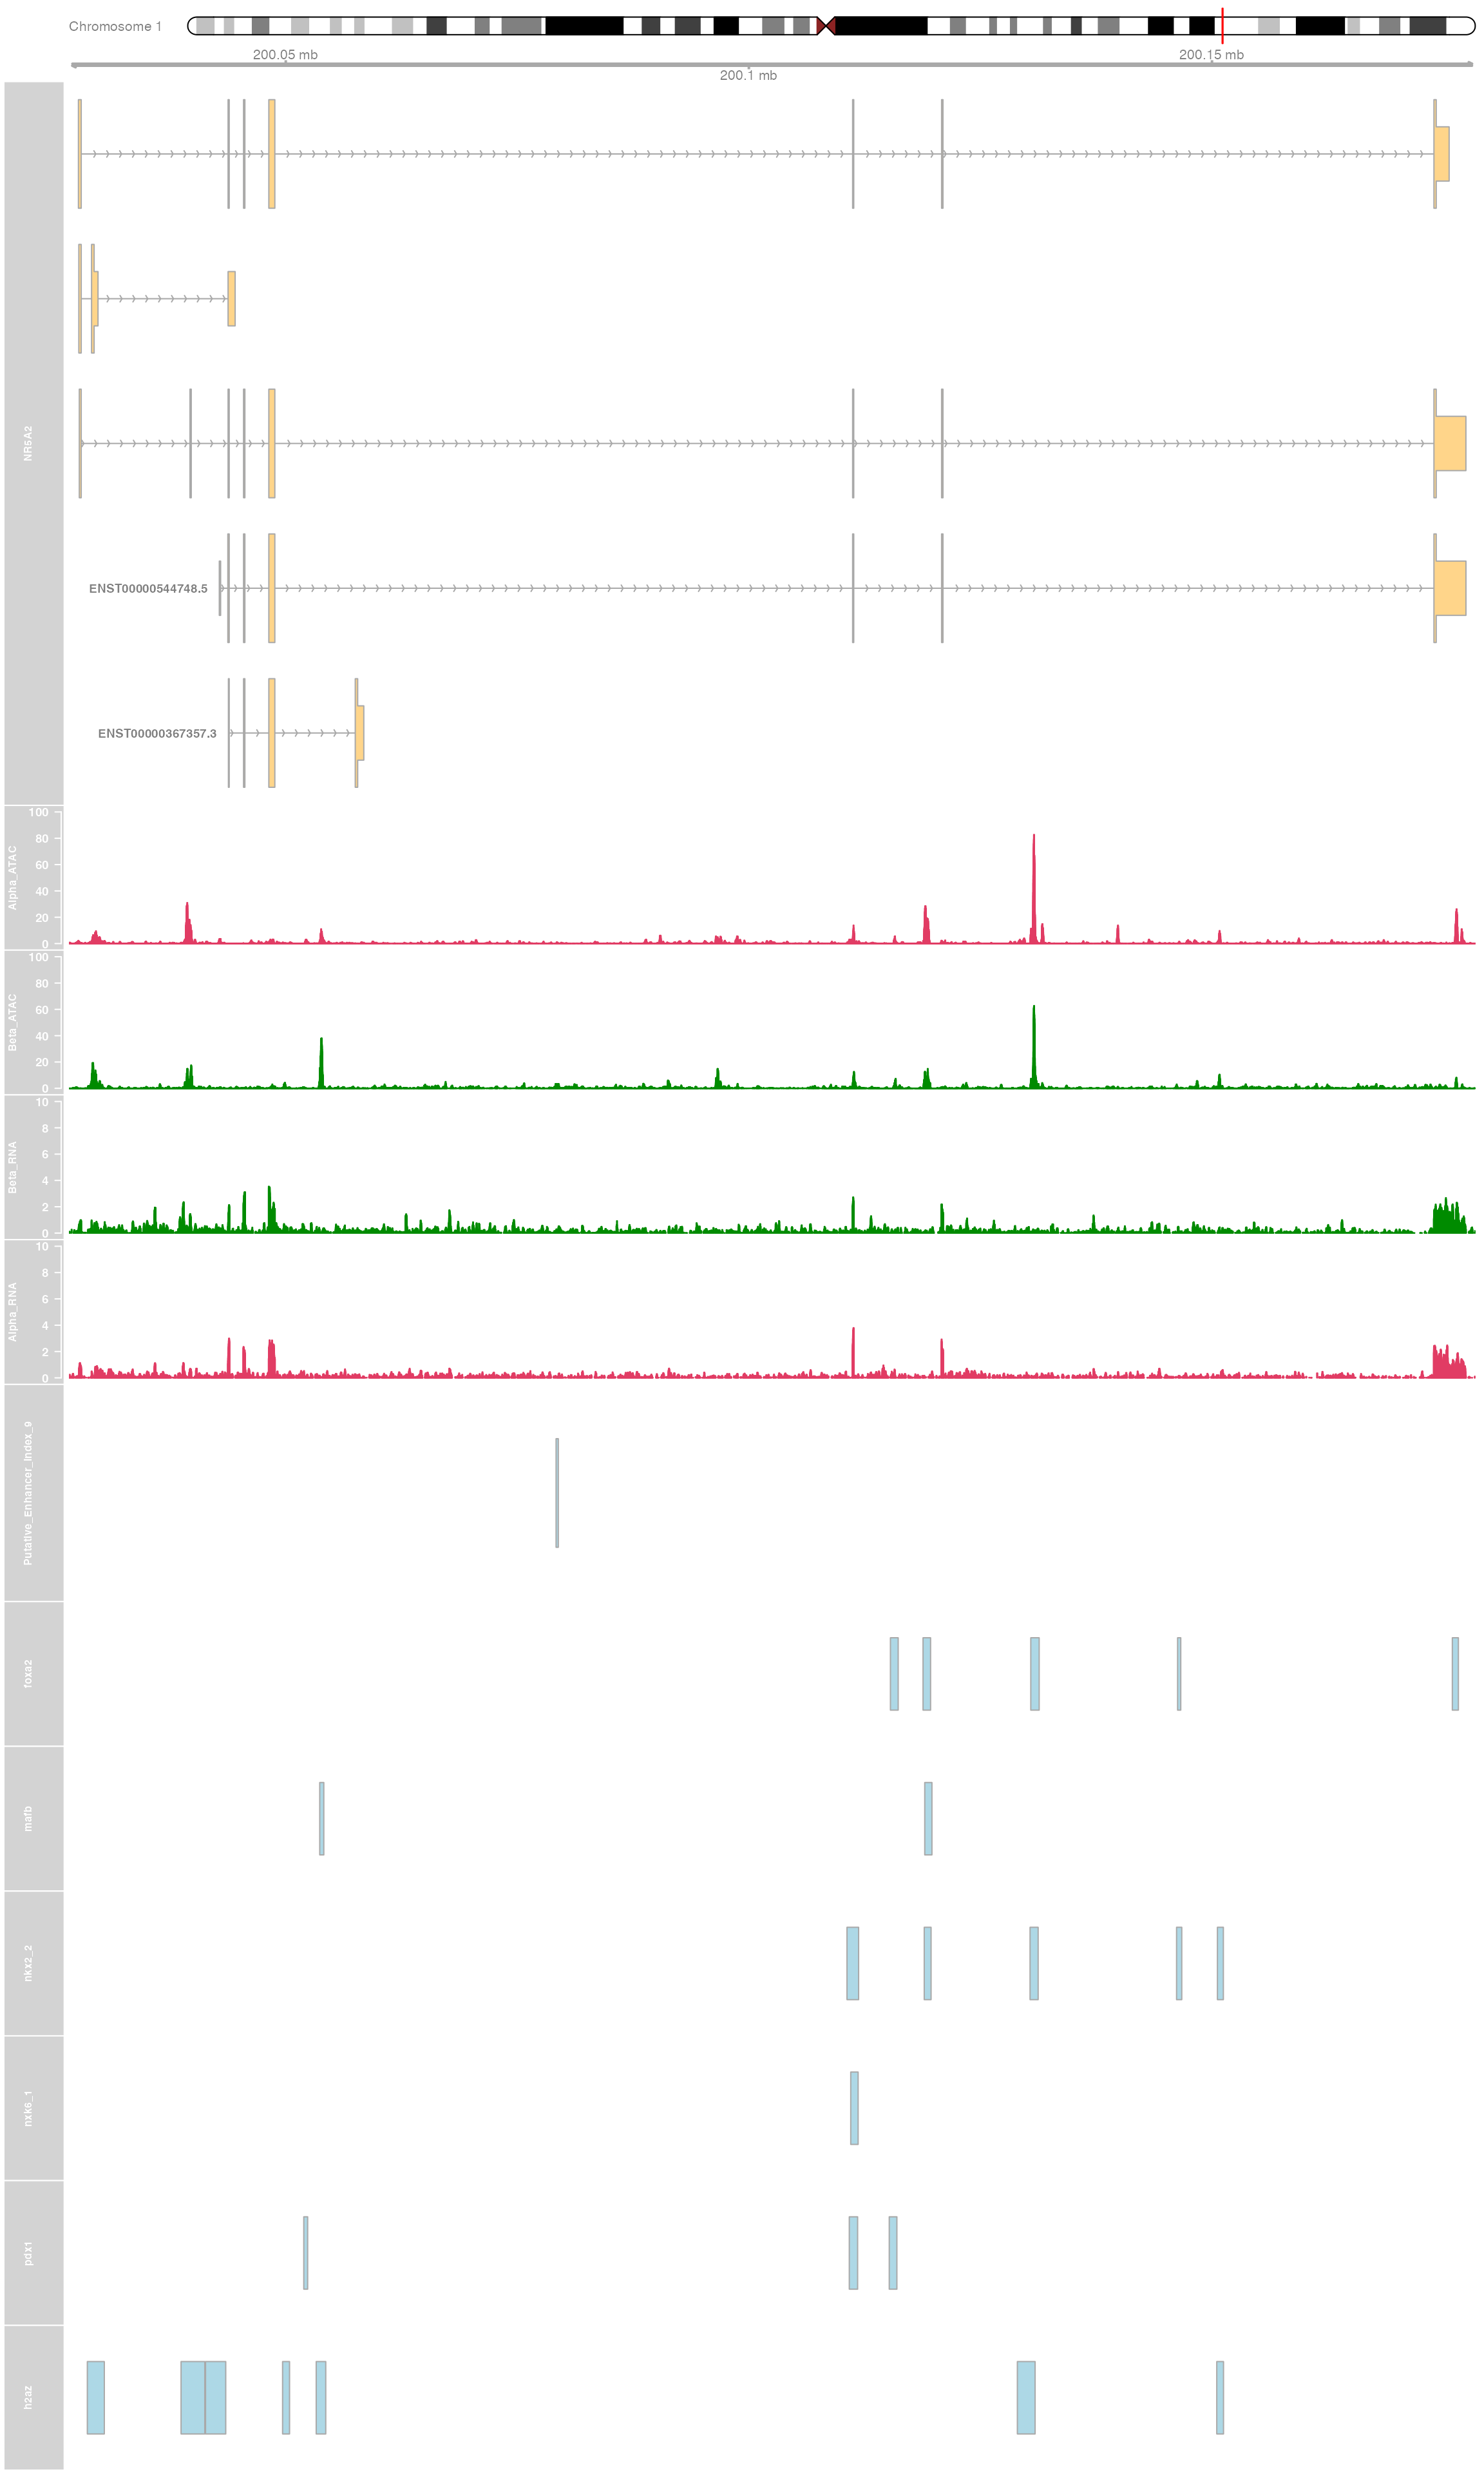 Chromosome 1
200.05 mb
200.15 mb
200.1 mb
NR5A2
ENST00000544748.5
ENST00000367357.3
Alpha_ATAC
100
80
60
40
20
0
Beta_ATAC
100
80
60
40
20
0
Beta_RNA
10
8
6
4
2
0
Alpha_RNA
10
8
6
4
2
0
Putative_Enhancer_Index_9
foxa2
mafb
nkx2_2
nxk6_1
pdx1
h2az